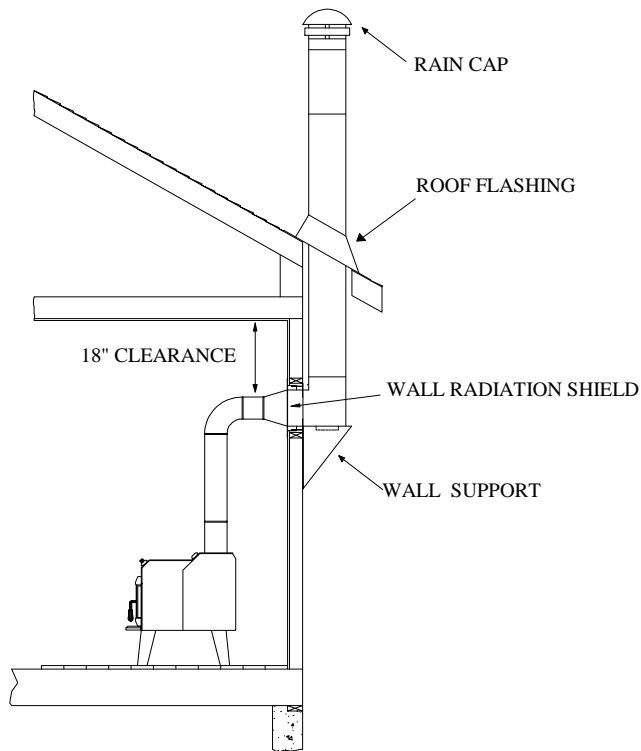 RAIN CAP
ROOF FLASHING
18" CLEARANCE
WALL RADIATION SHIELD
WALL SUPPORT